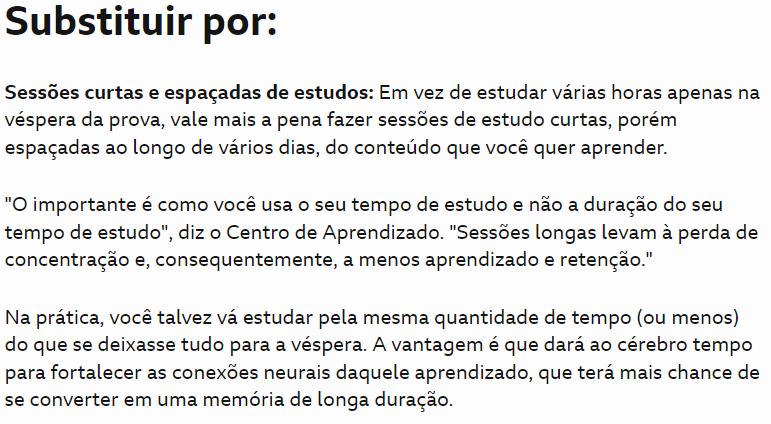 Substituir por:
Sessões curtas e espaçadas de estudos: Em vez de estudar várias horas apenas na
véspera da prova, vale mais a pena fazer sessões de estudo curtas, porém
espaçadas ao longo de vários dias, do conteúdo que você quer aprender.
"O importante é como você usa o seu tempo de estudo e não a duração do seu
tempo de estudo", diz o Centro de Aprendizado. "Sessões longas levam à perda de
concentração e, consequentemente, a menos aprendizado e retenção."
Na prática, você talvez vá estudar pela mesma quantidade de tempo (ou menos)
do que se deixasse tudo para a véspera. A vantagem é que dará ao cérebro tempo
para fortalecer as conexões neurais daquele aprendizado, que terá mais chance de
se converter em uma memória de longa duração.